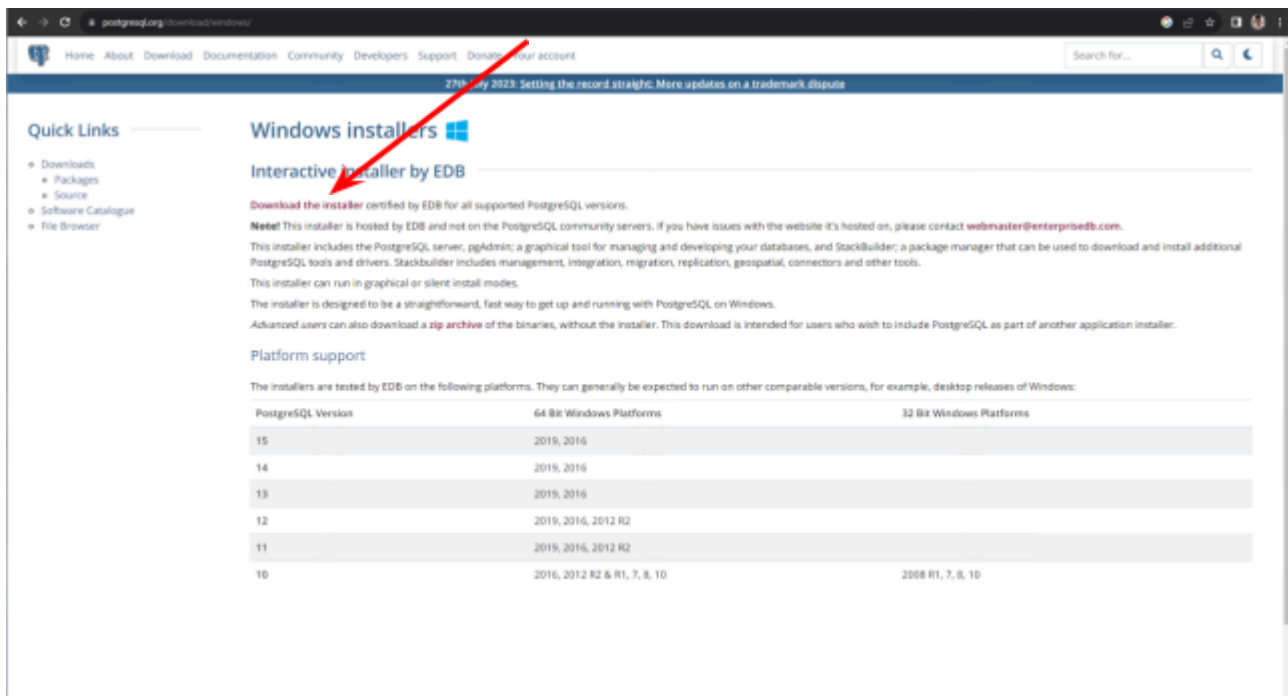 postgresql.org/download/windows/
Home About Download Documentation Community Developers Support Donate Your account
Search for...
27th July 2023: Setting the record straight: More updates on a trademark dispute
Quick Links
Downloads
Packages
Source
Software Catalogue
File Browser
Windows installers
Interactive installer by EDB
Download the installer certified by EDB for all supported PostgreSQL versions.
Note! This installer is hosted by EDB and not on the PostgreSQL community servers. If you have issues with the website it's hosted on, please contact webmaster@enterprisedb.com.
This installer includes the PostgreSQL server, pgAdmin; a graphical tool for managing and developing your databases, and StackBuilder; a package manager that can be used to download and install additional
PostgreSQL tools and drivers. Stackbuilder includes management, integration, migration, replication, geospatial, connectors and other tools.
This installer can run in graphical or silent install modes.
The installer is designed to be a straightforward, fast way to get up and running with PostgreSQL on Windows.
Advanced users can also download a zip archive of the binaries, without the installer. This download is intended for users who wish to include PostgreSQL as part of another application installer.
Platform support
The installers are tested by EDB on the following platforms. They can generally be expected to run on other comparable versions, for example, desktop releases of Windows:
PostgreSQL Version 64 Bit Windows Platforms 32 Bit Windows Platforms
15 2019, 2016
14 2019, 2016
13 2019, 2016
12 2019, 2016, 2012 R2
11 2019, 2016, 2012 R2
10 2016, 2012 R2 & R1, 7, 8, 10 2008 R1, 7, 8, 10